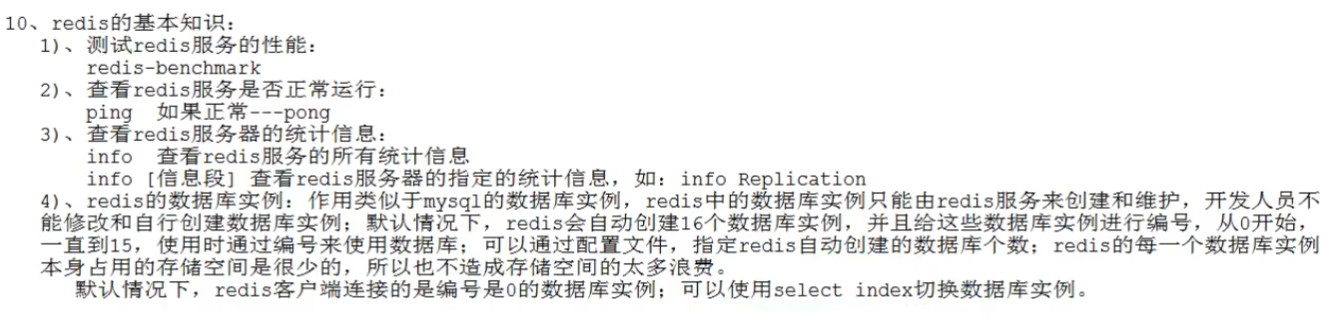 10、redis的基本知识：
1)、测试redis服务的性能：
redis-benchmark
2)、查看redis服务是否正常运行：
ping 如果正常---pong
3)、查看redis服务器的统计信息：
info 查看redis服务的所有统计信息
info [信息段] 查看redis服务器的指定的统计信息，如：info Replication
4)、redis的数据库实例：作用类似于mysql的数据库实例，redis中的数据库实例只能由redis服务来创建和维护，开发人员不
能修改和自行创建数据库实例；默认情况下，redis会自动创建16个数据库实例，并且给这些数据库实例进行编号，从0开始，
一直到15，使用时通过编号来使用数据库；可以通过配置文件，指定redis自动创建的数据库个数；redis的每一个数据库实例
本身占用的存储空间是很少的，所以也不造成存储空间的太多浪费。
默认情况下，redis客户端连接的是编号是0的数据库实例；可以使用select index切换数据库实例。